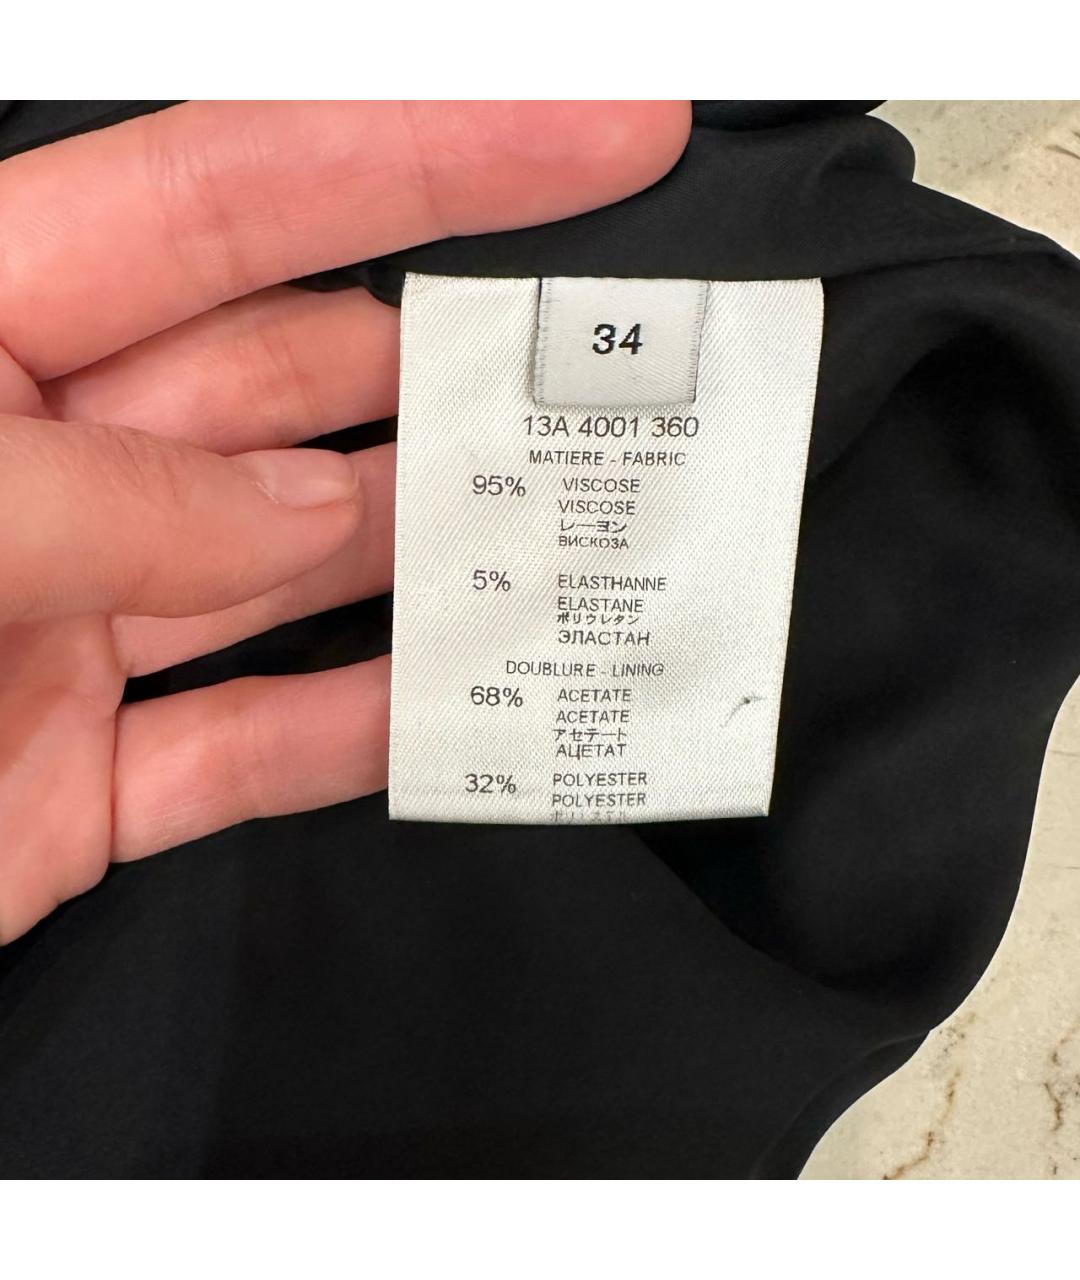 34
13A 4001 360
MATIERE - FABRIC
95% VISCOSE
VISCOSE
レーヨン
ВИСКОЗА
5% ELASTHANNE
ELASTANE
ポリウレタン
ЭЛАСТАН
DOUBLURE - LINING
68% ACETATE
ACETATE
アセテート
АЦЕТАТ
32% POLYESTER
POLYESTER